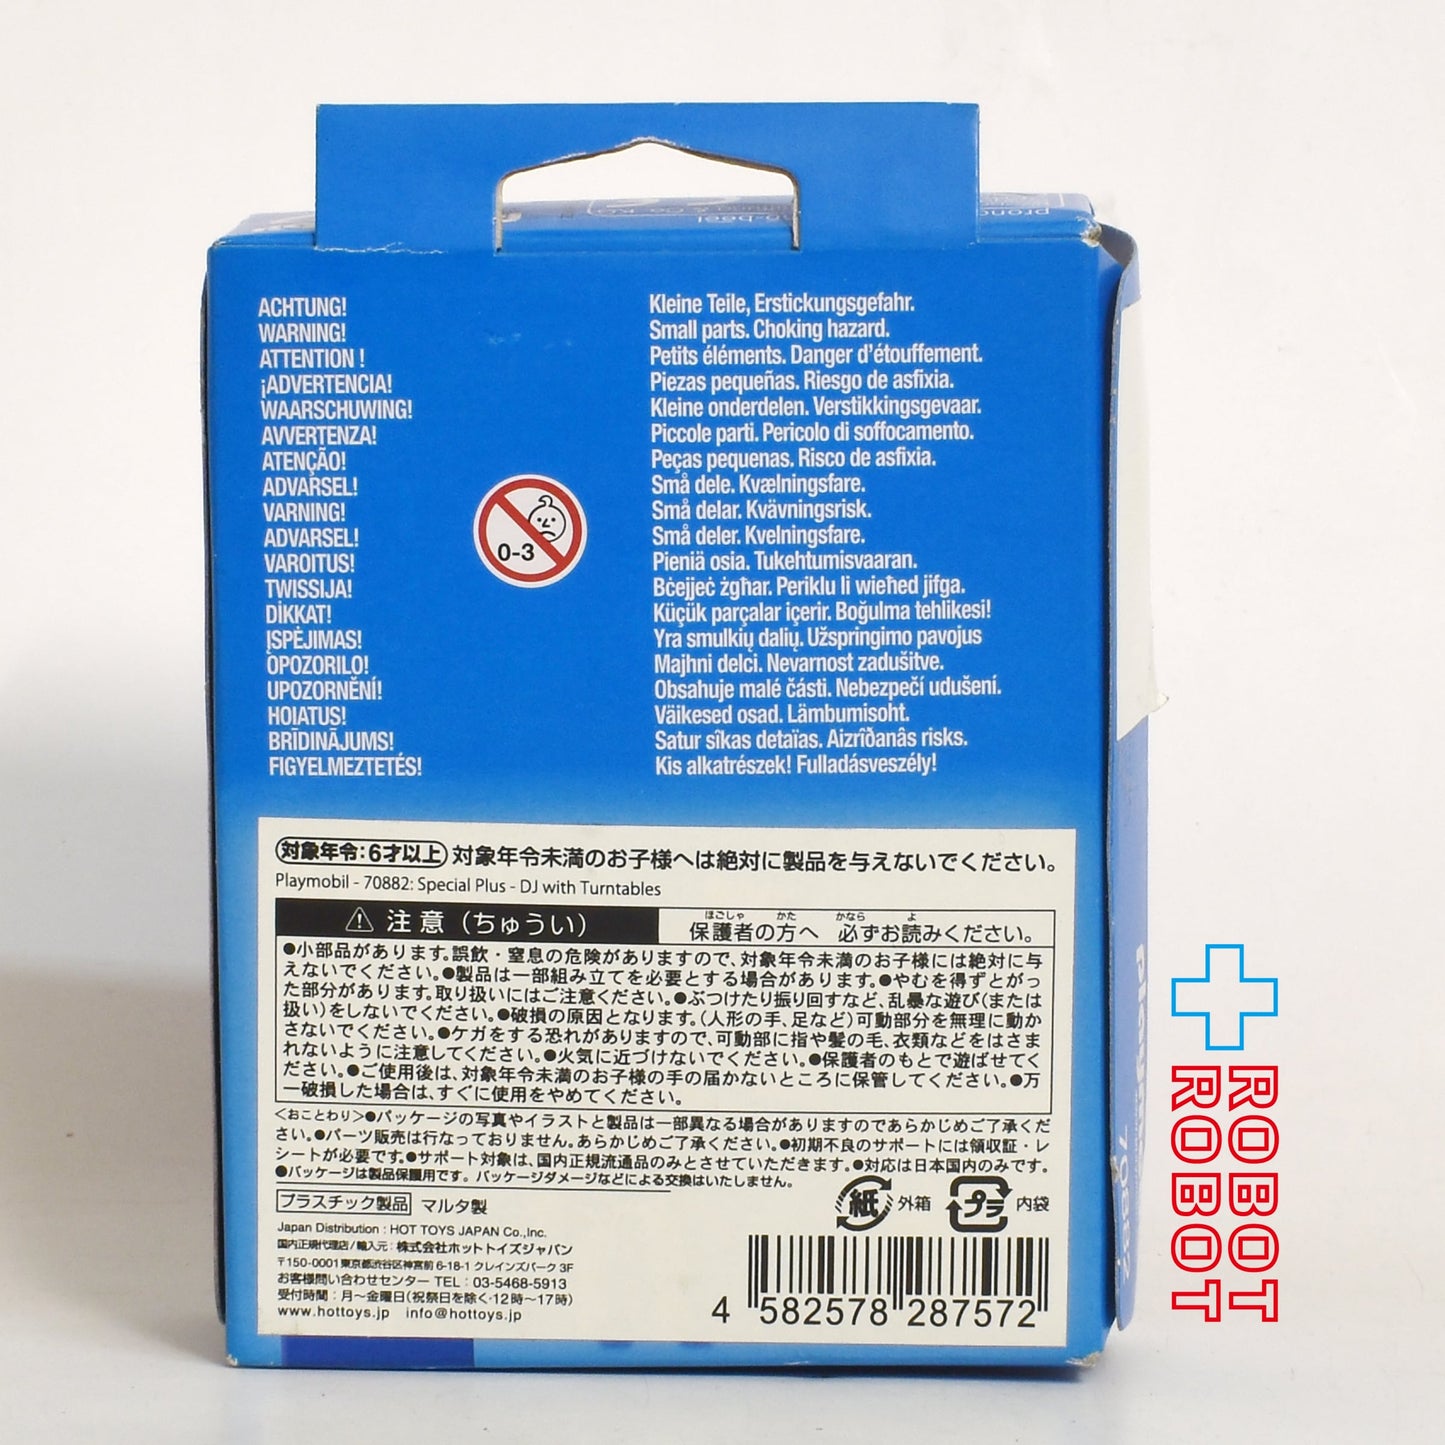 ACHTUNG! Kleine Teile, Erstickungsgefahr.
WARNING! Small parts. Choking hazard.
ATTENTION ! Petits éléments. Danger d'étouffement.
¡ADVERTENCIA! Piezas pequeñas. Riesgo de asfixia.
WAARSCHUWING! Kleine onderdelen. Verstikkingsgevaar.
AVVERTENZA! Piccole parti. Pericolo di soffocamento.
ATENÇÃO! Peças pequenas. Risco de asfixia.
ADVARSEL! Små dele. Kvælningsfare.
VARNING! Små delar. Kvävningsrisk.
ADVARSEL! Små deler. Kvelningsfare.
VAROITUS! Pieniä osia. Tukehtumisvaaran.
TWISSIJA! Bċejjeċ żgħar. Periklu li wieħed jifga.
DİKKAT! Küçük parçalar içerir. Boğulma tehlikesi!
ĮSPĖJIMAS! Yra smulkių dalių. Užspringimo pavojus
OPOZORILO! Majhni delci. Nevarnost zadušitve.
UPOZORNĚNÍ! Obsahuje malé části. Nebezpečí udušení.
HOIATUS! Väikesed osad. Lämbumisoht.
BRĪDINĀJUMS! Satur sîkas detaïas. Aizrîðanâs risks.
FIGYELMEZTETÉS! Kis alkatrészek! Fulladásveszély!
0-3
対象年令:6才以上 対象年令未満のお子様へは絶対に製品を与えないでください。
Playmobil - 70882: Special Plus - DJ with Turntables
⚠ 注意(ちゅうい) 保護者の方へ 必ずお読みください。
ほごしゃ かた かなら よ
●小部品があります。誤飲・窒息の危険がありますので、対象年令未満のお子様には絶対に与
えないでください。●製品は一部組み立てを必要とする場合があります。●やむを得ずとがっ
た部分があります。取り扱いにはご注意ください。●ぶつけたり振り回すなど、乱暴な遊び(または
扱い)をしないでください。●破損の原因となります。(人形の手、足など)可動部分を無理に動か
さないでください。●ケガをする恐れがありますので、可動部に指や髪の毛、衣類などをはさま
れないように注意してください。●火気に近づけないでください。●保護者のもとで遊ばせてく
ださい。●ご使用後は、対象年令未満のお子様の手の届かないところに保管してください。●万
一破損した場合は、すぐに使用をやめてください。
<おことわり>●パッケージの写真やイラストと製品は一部異なる場合がありますのであらかじめご了承くだ
さい。●パーツ販売は行なっておりません。あらかじめご了承ください。●初期不良のサポートには領収証・レ
シートが必要です。●サポート対象は、国内正規流通品のみとさせていただきます。●対応は日本国内のみです。
●パッケージは製品保護用です。パッケージダメージなどによる交換はいたしません。
プラスチック製品 マルタ製
紙 外箱 プラ 内袋
Japan Distribution : HOT TOYS JAPAN Co.,Inc.
国内正規代理店/輸入元:株式会社ホットトイズジャパン
〒150-0001東京都渋谷区神宮前 6-18-1 クレインズパーク 3F
お客様問い合わせセンター TEL : 03-5468-5913
受付時間:月~金曜日(祝祭日を除く・12時~17時)
www.hottoys.jp info@hottoys.jp
4 582578 287572
playmobil
70882
ROBOT
ROBOT